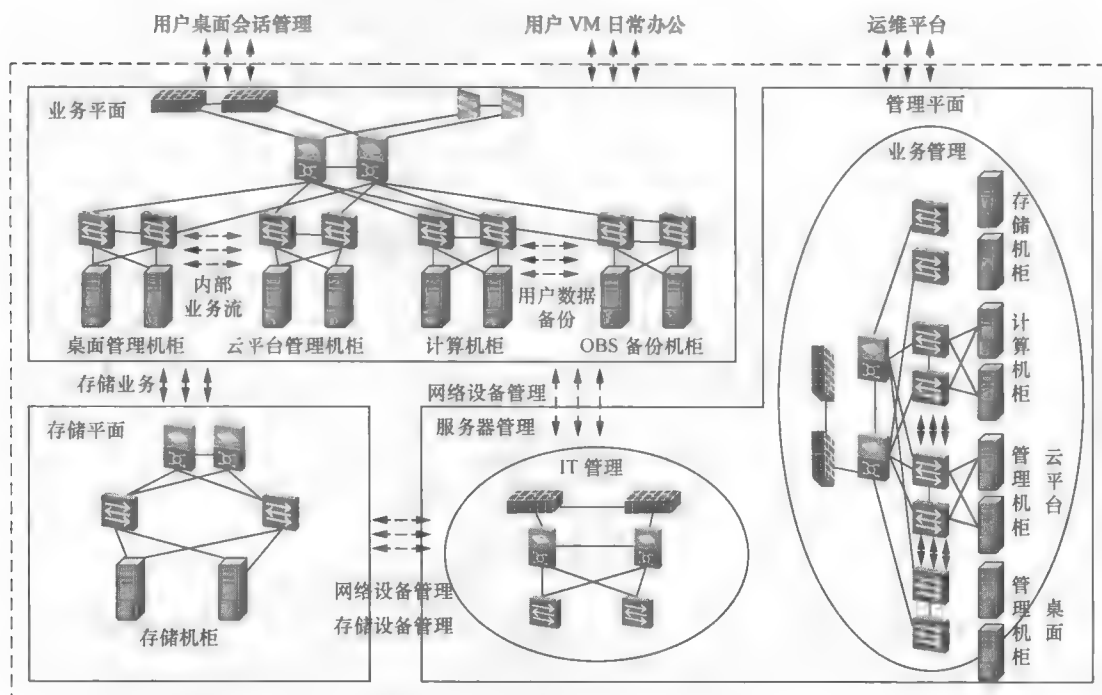 用户桌面会话管理
用户 VM 日常办公
运维平台
业务平面
管理平面
业务管理
内部
业务流
用户数据
备份
桌面管理机柜
云平台管理机柜
计算机柜
OBS 备份机柜
存储机柜
计算机柜
云平台
管理机柜
桌面
管理机柜
存储业务
网络设备管理
服务器管理
存储平面
IT 管理
网络设备管理
存储设备管理
存储机柜